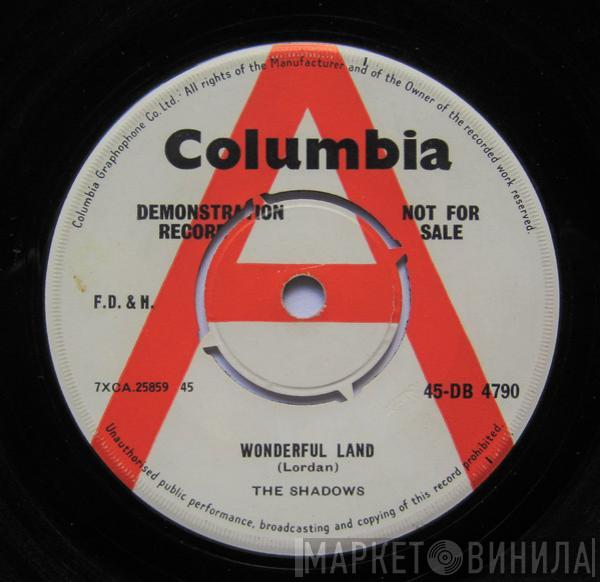 Columbia Graphophone Co. Ltd. All rights of the Manufacturer and of the Owner of the recorded work reserved.
Columbia
DEMONSTRATION RECORD
NOT FOR SALE
F.D. & H.
7XCA.25859 45
45-DB 4790
WONDERFUL LAND
(Lordan)
THE SHADOWS
Unauthorised public performance, broadcasting and copying of this record prohibited.
A
МАРКЕТ ВИНИЛА